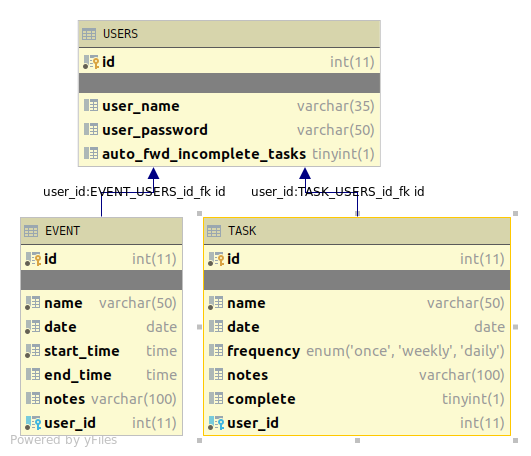 USERS
id int(11)
user_name varchar(35)
user_password varchar(50)
auto_fwd_incomplete_tasks tinyint(1)
user_id:EVENT_USERS_id_fk id
user_id:TASK_USERS_id_fk id
EVENT
id int(11)
name varchar(50)
date date
start_time time
end_time time
notes varchar(100)
user_id int(11)
TASK
id int(11)
name varchar(50)
date date
frequency enum('once', 'weekly', 'daily')
notes varchar(100)
complete tinyint(1)
user_id int(11)
Powered by yFiles